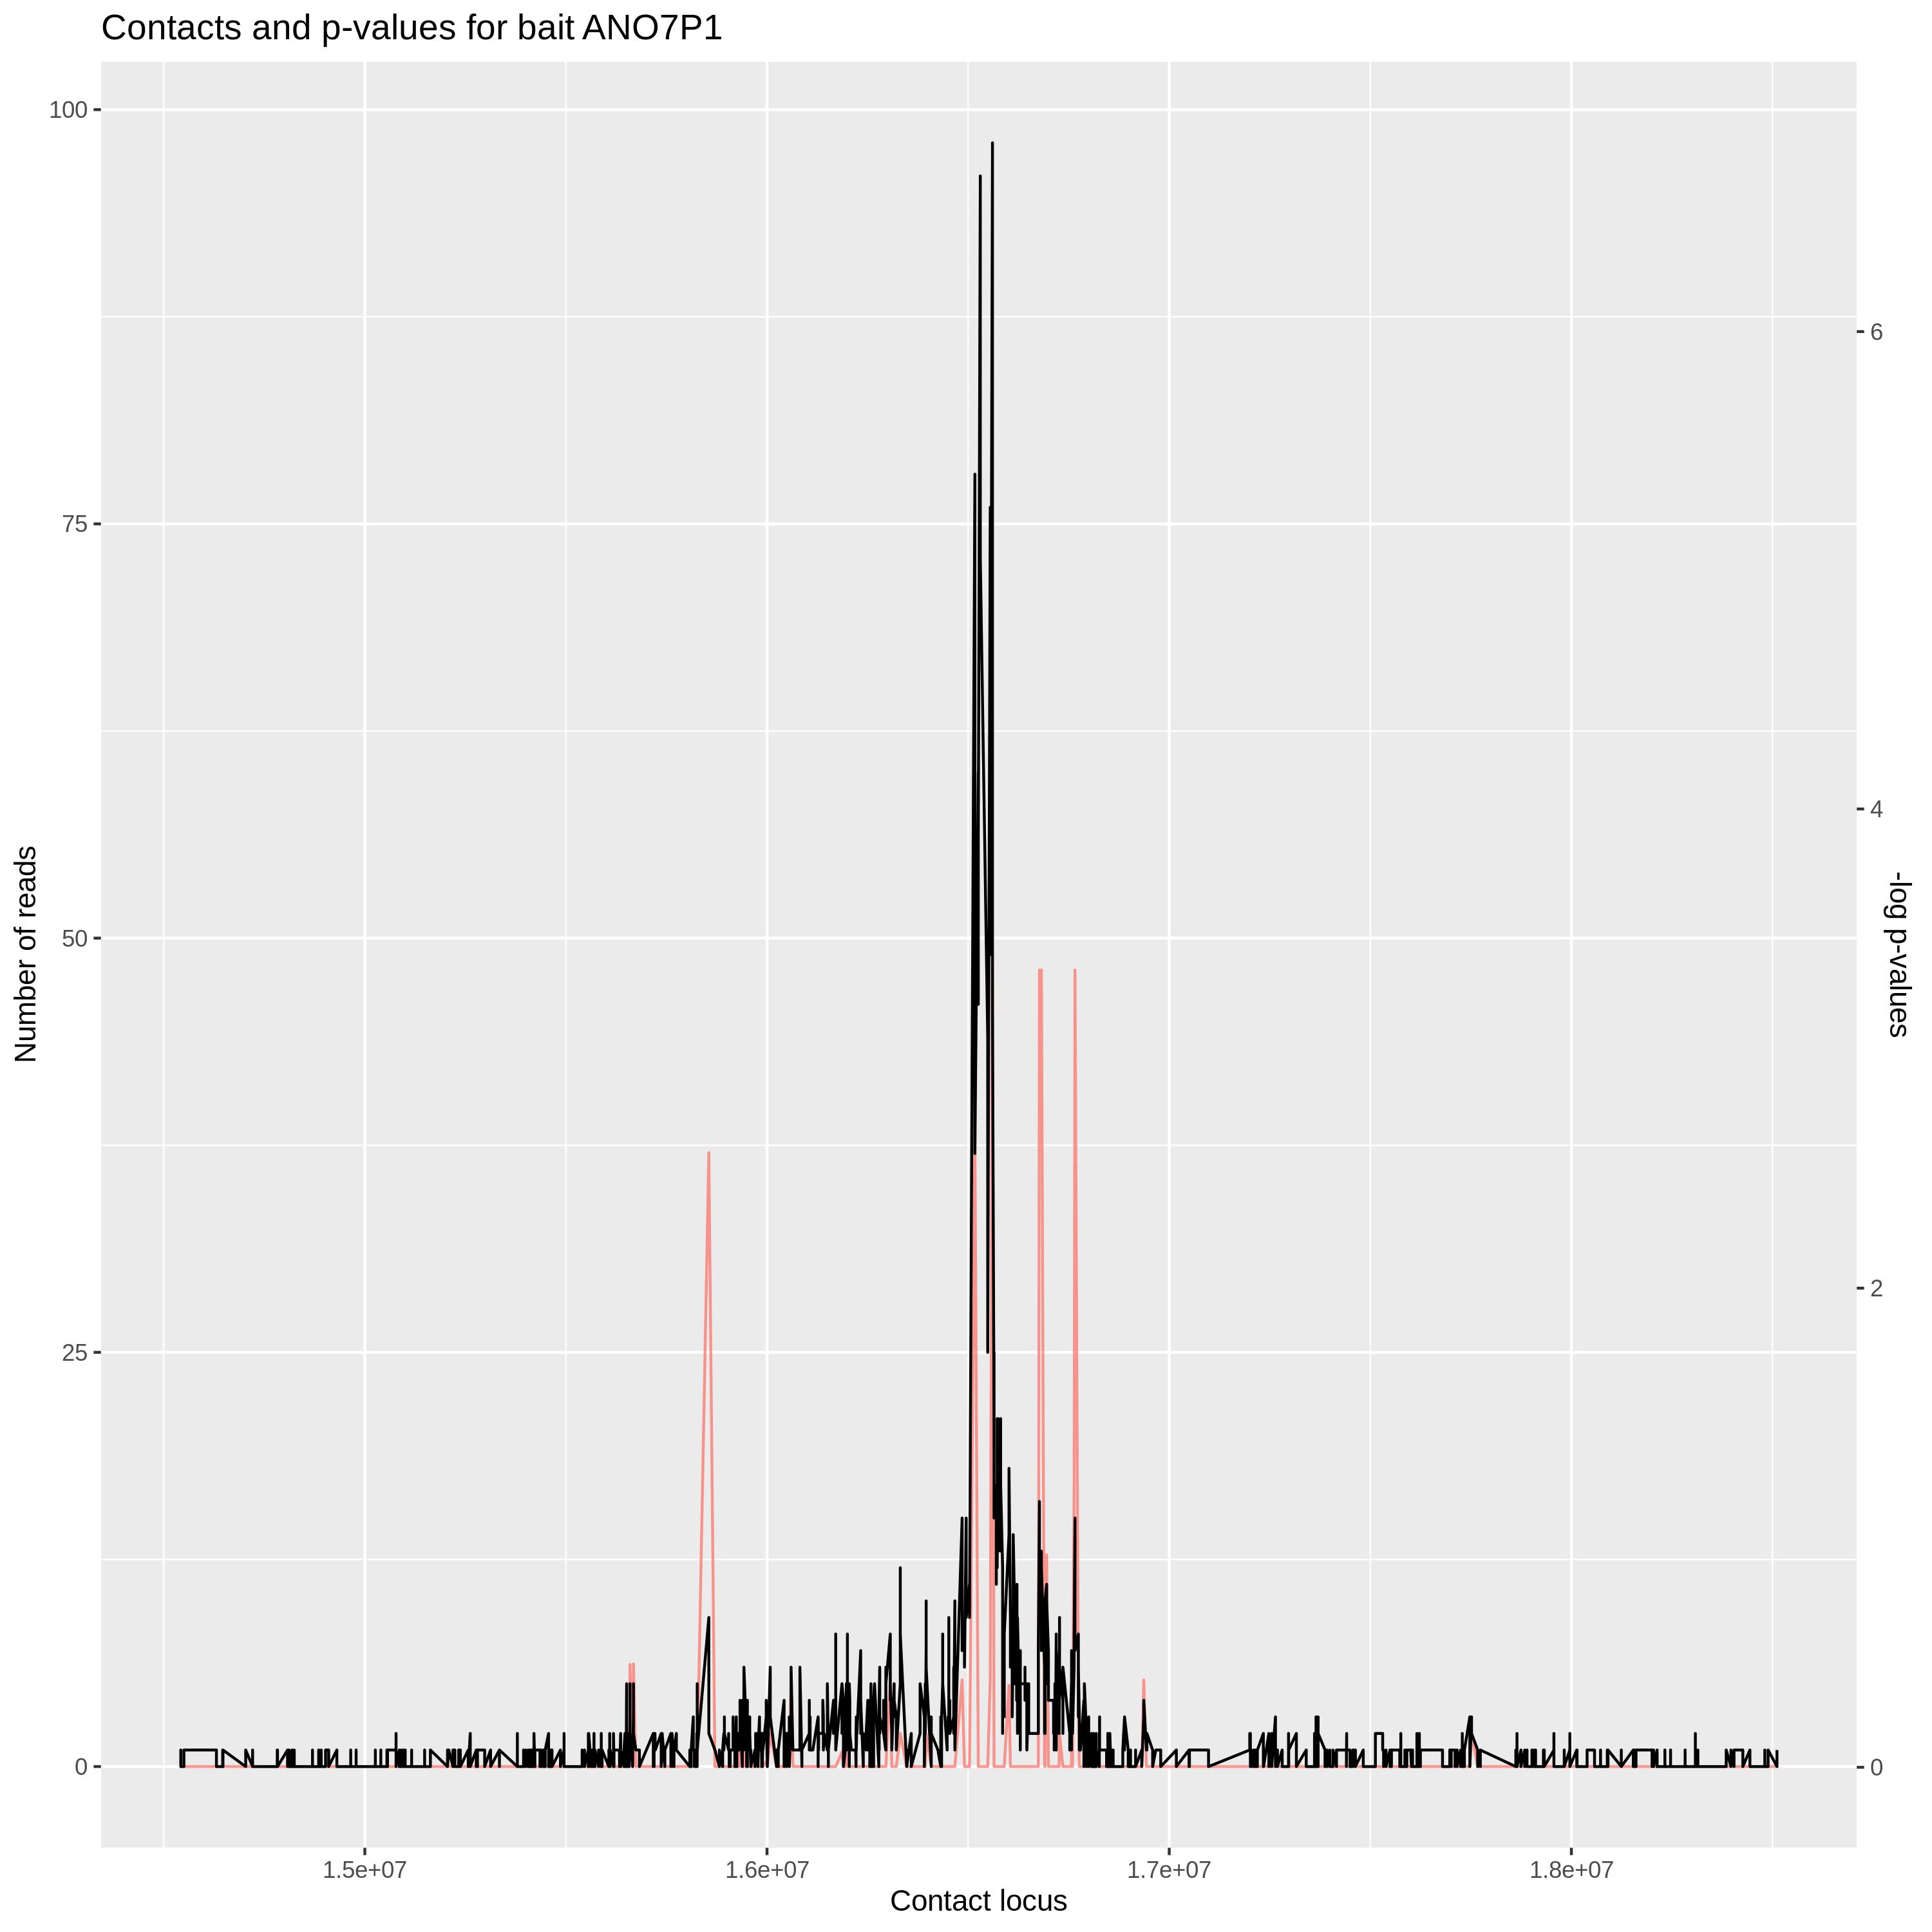 Contacts and p-values for bait ANO7P1
100
75
50
25
0
Number of reads
6
4
2
0
-log p-values
1.5e+07
1.6e+07
1.7e+07
1.8e+07
Contact locus